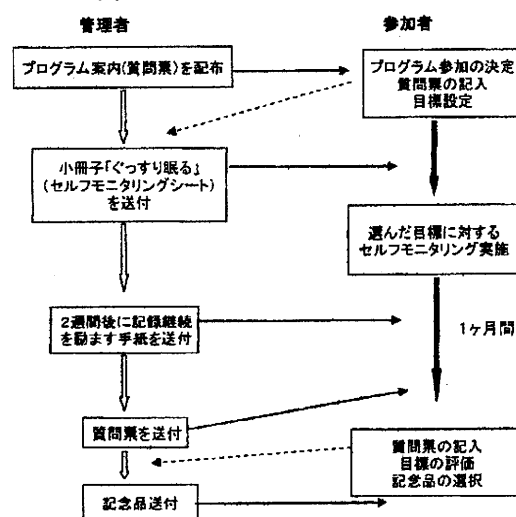 管理者
参加者
プログラム案内(質問票)を配布
プログラム参加の決定
質問票の記入
目標設定
小冊子「ぐっすり眠る」
(セルフモニタリングシート)
を送付
選んだ目標に対する
セルフモニタリング実施
2週間後に記録継続
を励ます手紙を送付
1ヶ月間
質問票を送付
質問票の記入
目標の評価
記念品の選択
記念品送付